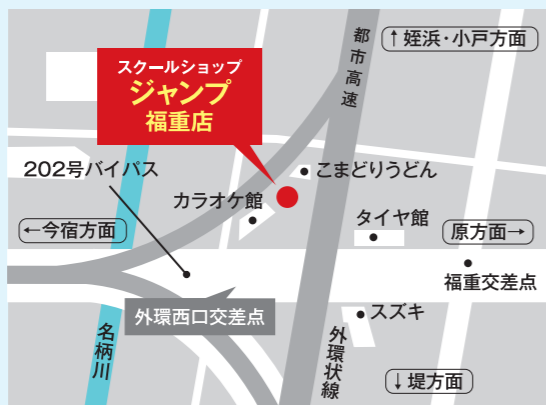 スクールショップ
ジャンプ
福重店
都市高速
↑姪浜・小戸方面
こまどりうどん
202号バイパス
カラオケ館
タイヤ館
←今宿方面
原方面→
福重交差点
外環西口交差点
スズキ
名柄川
外環状線
↓堤方面